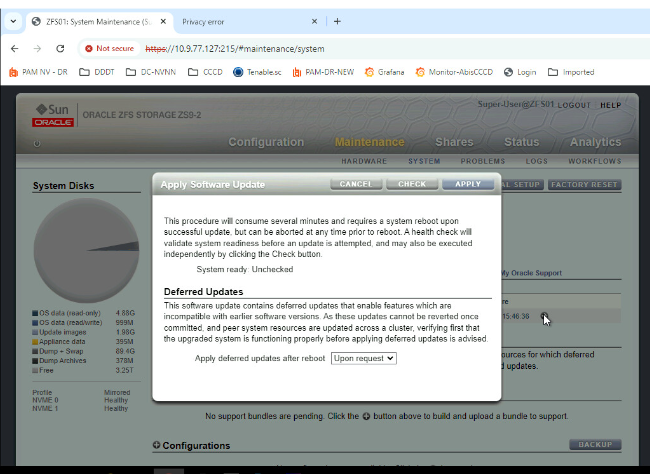 ZFS01: System Maintenance (Su
Privacy error
Not secure
https://10.9.77.127:215/#maintenance/system
PAM NV - DR
DDDT
DC-NVNN
CCCD
Tenable.sc
PAM-DR-NEW
Grafana
Monitor-AbisCCCD
Login
Imported
Sun
ORACLE
ORACLE ZFS STORAGE ZS9-2
Super-User@ZFS01 LOGOUT HELP
Configuration Maintenance Shares Status Analytics
HARDWARE SYSTEM PROBLEMS LOGS WORKFLOWS
System Disks
AL SETUP
FACTORY RESET
Apply Software Update
CANCEL CHECK APPLY
This procedure will consume several minutes and requires a system reboot upon
successful update, but can be aborted at any time prior to reboot. A health check will
validate system readiness before an update is attempted, and may also be executed
independently by clicking the Check button.
System ready: Unchecked
Deferred Updates
This software update contains deferred updates that enable features which are
incompatible with earlier software versions. As these updates cannot be reverted once
committed, and peer system resources are updated across a cluster, verifying first that
the upgraded system is functioning properly before applying deferred updates is advised.
Apply deferred updates after reboot Upon request
My Oracle Support
re
15:46:36
ources for which deferred
d updates.
OS data (read-only) 4.88G
OS data (read/write) 999M
Update images 1.98G
Appliance data 395M
Dump + Swap 89.4G
Dump Archives 378M
Free 3.25T
Profile Mirrored
NVME 0 Healthy
NVME 1 Healthy
No support bundles are pending. Click the button above to build and upload a bundle to support.
Configurations
BACKUP